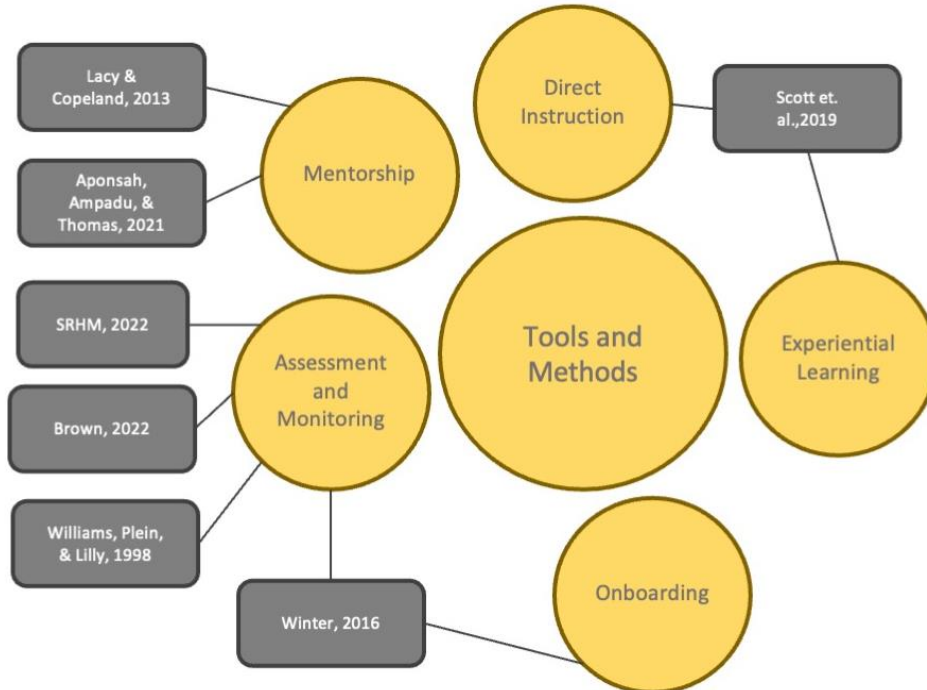 Lacy &
Copeland, 2013
Direct
Instruction
Scott et.
al.,2019
Mentorship
Aponsah,
Ampadu, &
Thomas, 2021
SRHM, 2022
Assessment
and
Monitoring
Tools and
Methods
Experiential
Learning
Brown, 2022
Williams, Plein,
& Lilly, 1998
Winter, 2016
Onboarding